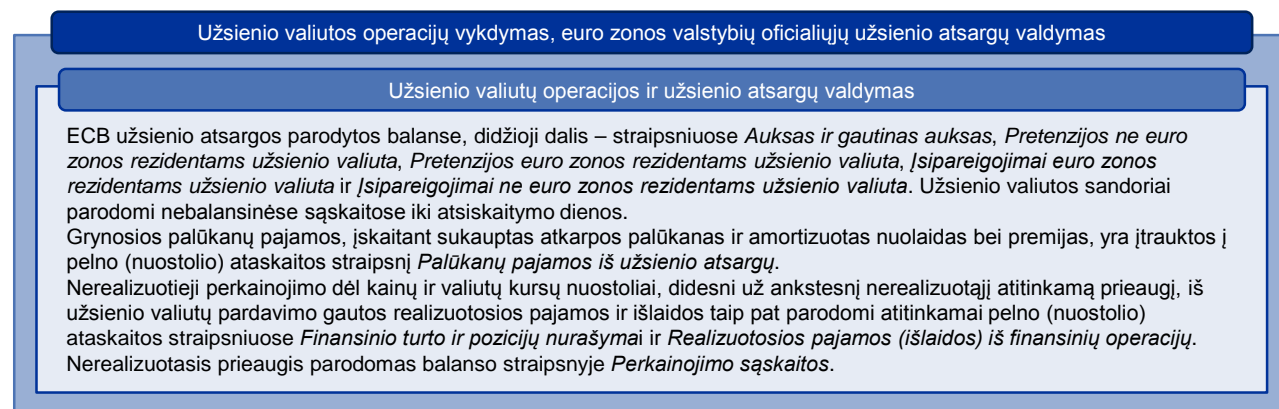 Užsienio valiutos operacijų vykdymas, euro zonos valstybių oficialiųjų užsienio atsargų valdymas
Užsienio valiutų operacijos ir užsienio atsargų valdymas
ECB užsienio atsargos parodytos balanse, didžioji dalis – straipsniuose Auksas ir gautinas auksas, Pretenzijos ne euro
zonos rezidentams užsienio valiuta, Pretenzijos euro zonos rezidentams užsienio valiuta, Įsipareigojimai euro zonos
rezidentams užsienio valiuta ir Įsipareigojimai ne euro zonos rezidentams užsienio valiuta. Užsienio valiutos sandoriai
parodomi nebalansinėse sąskaitose iki atsiskaitymo dienos.
Grynosios palūkanų pajamos, įskaitant sukauptas atkarpos palūkanas ir amortizuotas nuolaidas bei premijas, yra įtrauktos į
pelno (nuostolio) ataskaitos straipsnį Palūkanų pajamos iš užsienio atsargų.
Nerealizuotieji perkainojimo dėl kainų ir valiutų kursų nuostoliai, didesni už ankstesnį nerealizuotąjį atitinkamą prieaugį, iš
užsienio valiutų pardavimo gautos realizuotosios pajamos ir išlaidos taip pat parodomi atitinkamai pelno (nuostolio)
ataskaitos straipsniuose Finansinio turto ir pozicijų nurašymai ir Realizuotosios pajamos (išlaidos) iš finansinių operacijų.
Nerealizuotasis prieaugis parodomas balanso straipsnyje Perkainojimo sąskaitos.